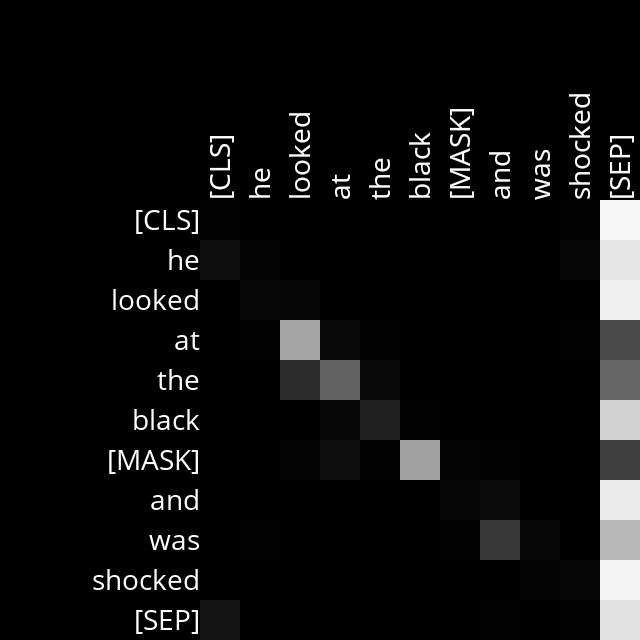 [CLS] he looked at the black [MASK] and was shocked [SEP]
[CLS]
he
looked
at
the
black
[MASK]
and
was
shocked
[SEP]